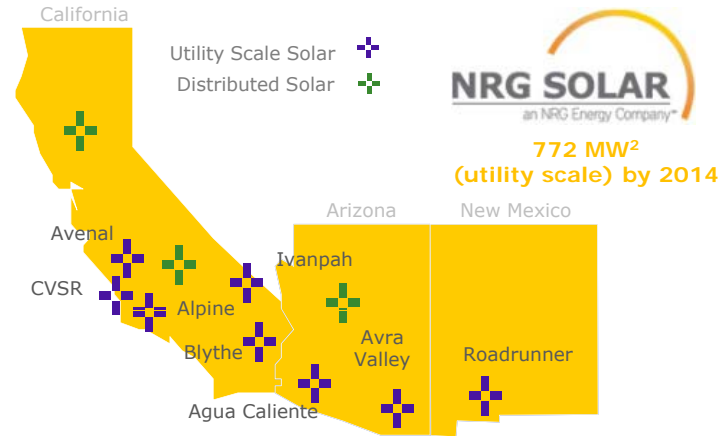 California
Utility Scale Solar
Distributed Solar
NRG SOLAR
an NRG Energy Company℠
772 MW²
(utility scale) by 2014
Arizona
New Mexico
Avenal
Ivanpah
CVSR
Alpine
Avra
Valley
Blythe
Roadrunner
Agua Caliente